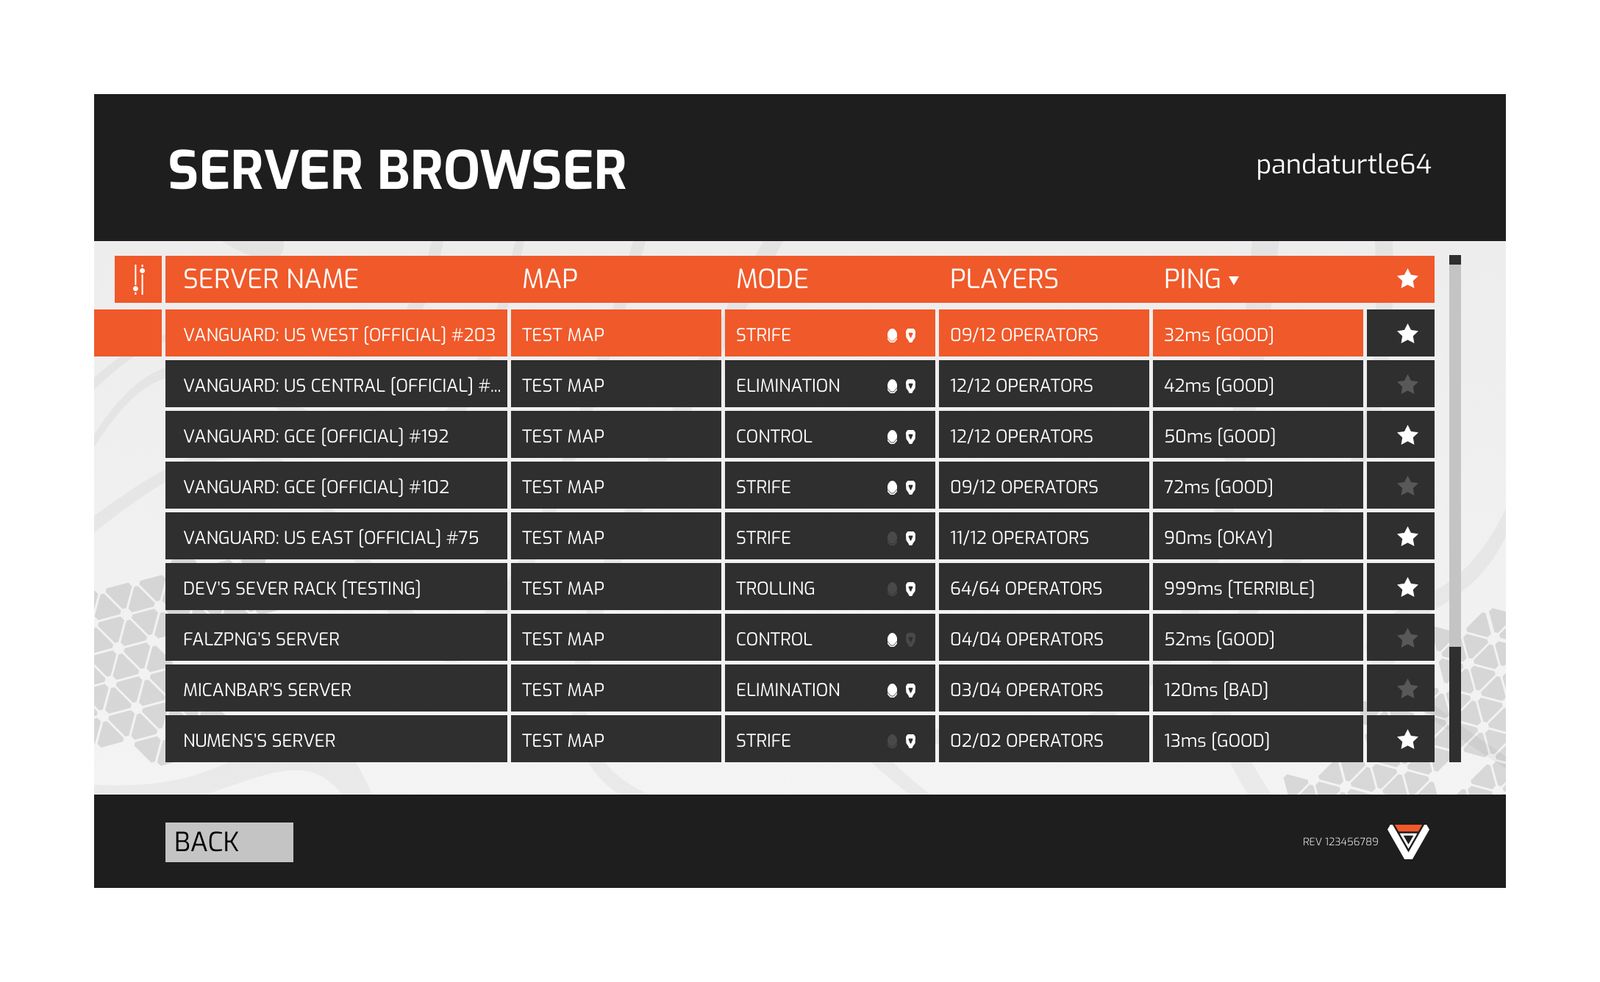 SERVER BROWSER
pandaturtle64
SERVER NAME MAP MODE PLAYERS PING
VANGUARD: US WEST [OFFICIAL] #203 TEST MAP STRIFE 09/12 OPERATORS 32ms [GOOD]
VANGUARD: US CENTRAL [OFFICIAL] #... TEST MAP ELIMINATION 12/12 OPERATORS 42ms [GOOD]
VANGUARD: GCE [OFFICIAL] #192 TEST MAP CONTROL 12/12 OPERATORS 50ms [GOOD]
VANGUARD: GCE [OFFICIAL] #102 TEST MAP STRIFE 09/12 OPERATORS 72ms [GOOD]
VANGUARD: US EAST [OFFICIAL] #75 TEST MAP STRIFE 11/12 OPERATORS 90ms [OKAY]
DEV'S SEVER RACK [TESTING] TEST MAP TROLLING 64/64 OPERATORS 999ms [TERRIBLE]
FALZPNG'S SERVER TEST MAP CONTROL 04/04 OPERATORS 52ms [GOOD]
MICANBAR'S SERVER TEST MAP ELIMINATION 03/04 OPERATORS 120ms [BAD]
NUMENS'S SERVER TEST MAP STRIFE 02/02 OPERATORS 13ms [GOOD]
BACK
REV 123456789